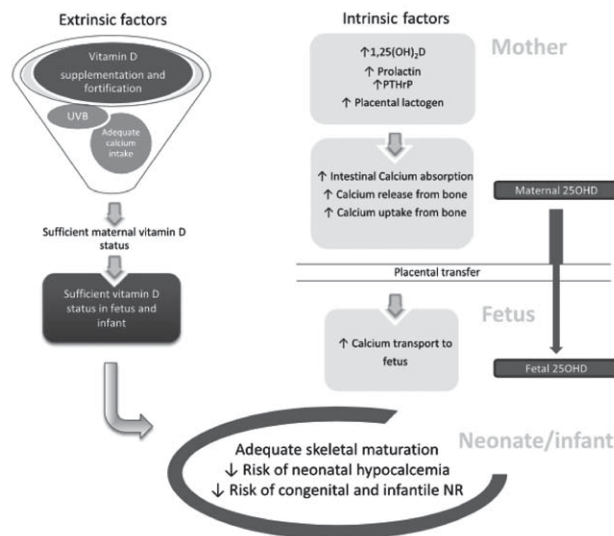 Extrinsic factors
Vitamin D
supplementation and
fortification
UVB
Adequate
calcium
intake
Sufficient maternal vitamin D
status
Sufficient vitamin D
status in fetus and
infant
Intrinsic factors
Mother
↑1,25(OH)₂D
↑ Prolactin
↑PTHrP
↑ Placental lactogen
↑ Intestinal Calcium absorption
↑ Calcium release from bone
↑ Calcium uptake from bone
Maternal 25OHD
Placental transfer
Fetus
↑ Calcium transport to
fetus
Fetal 25OHD
Neonate/infant
Adequate skeletal maturation
↓ Risk of neonatal hypocalcemia
↓ Risk of congenital and infantile NR